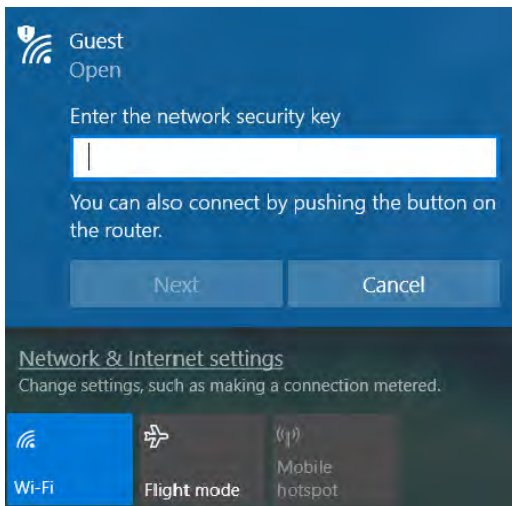 Guest
Open
Enter the network security key
You can also connect by pushing the button on
the router.
Next
Cancel
Network & Internet settings
Change settings, such as making a connection metered.
Wi-Fi
Flight mode
Mobile
hotspot